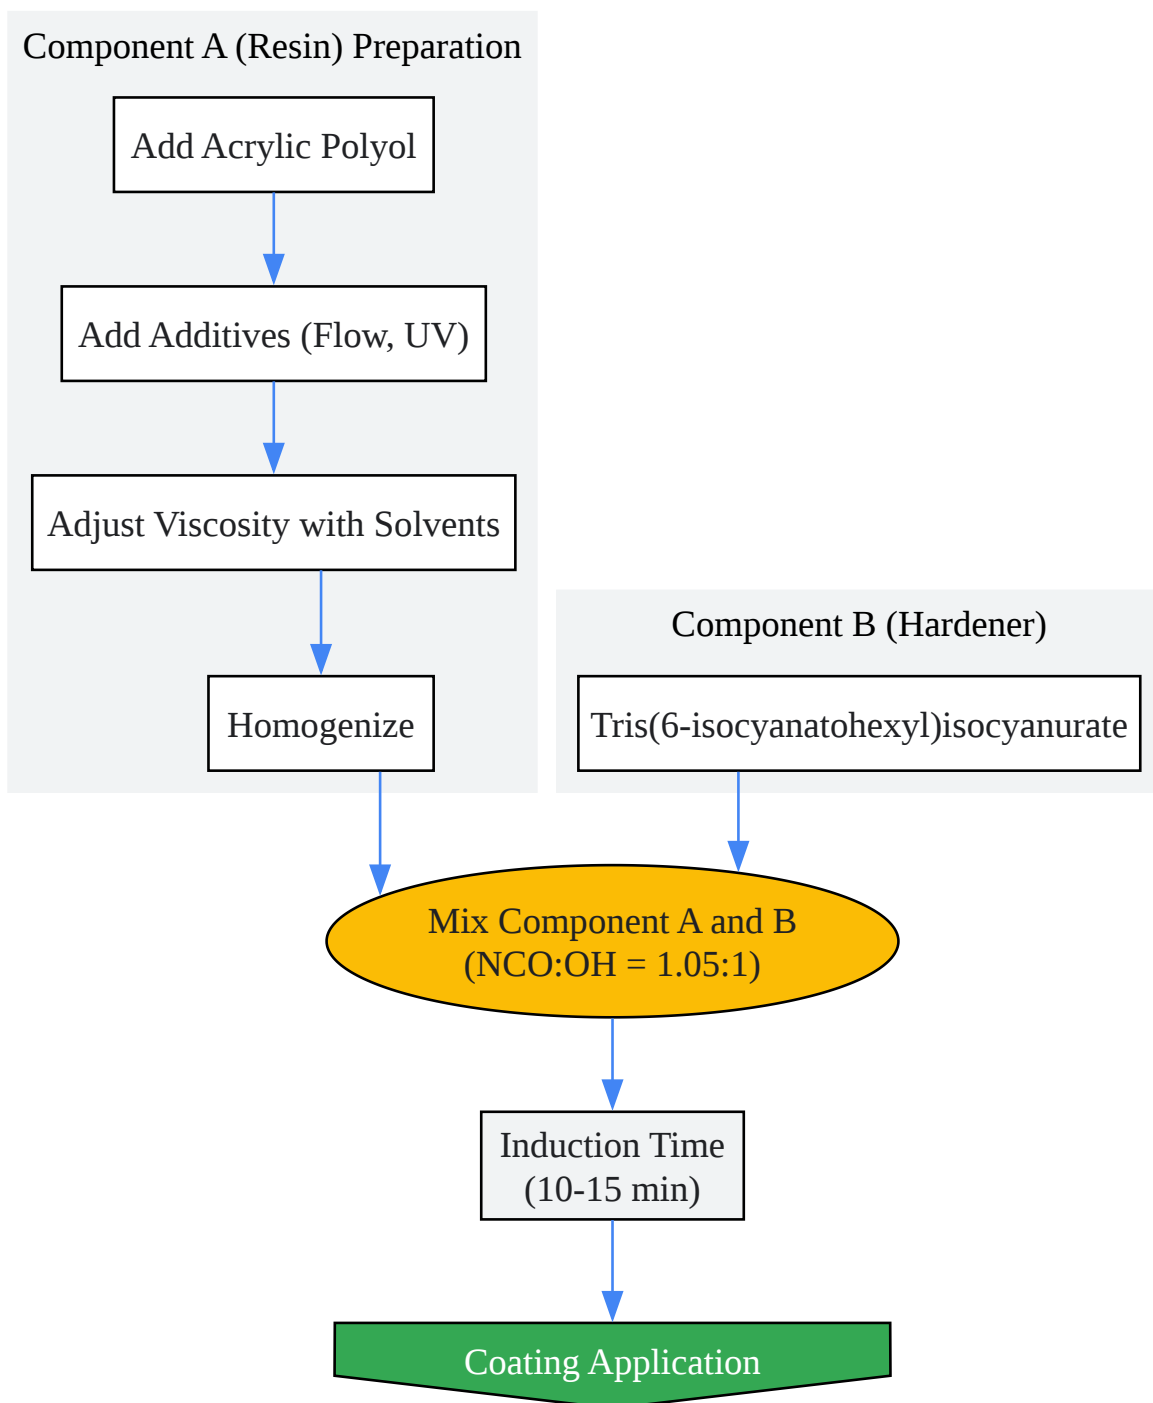 Component A (Resin) Preparation
Add Acrylic Polyol
Add Additives (Flow, UV)
Adjust Viscosity with Solvents
Homogenize
Component B (Hardener)
Tris(6-isocyanatohexyl)isocyanurate
Mix Component A and B
(NCO:OH = 1.05:1)
Induction Time
(10-15 min)
Coating Application